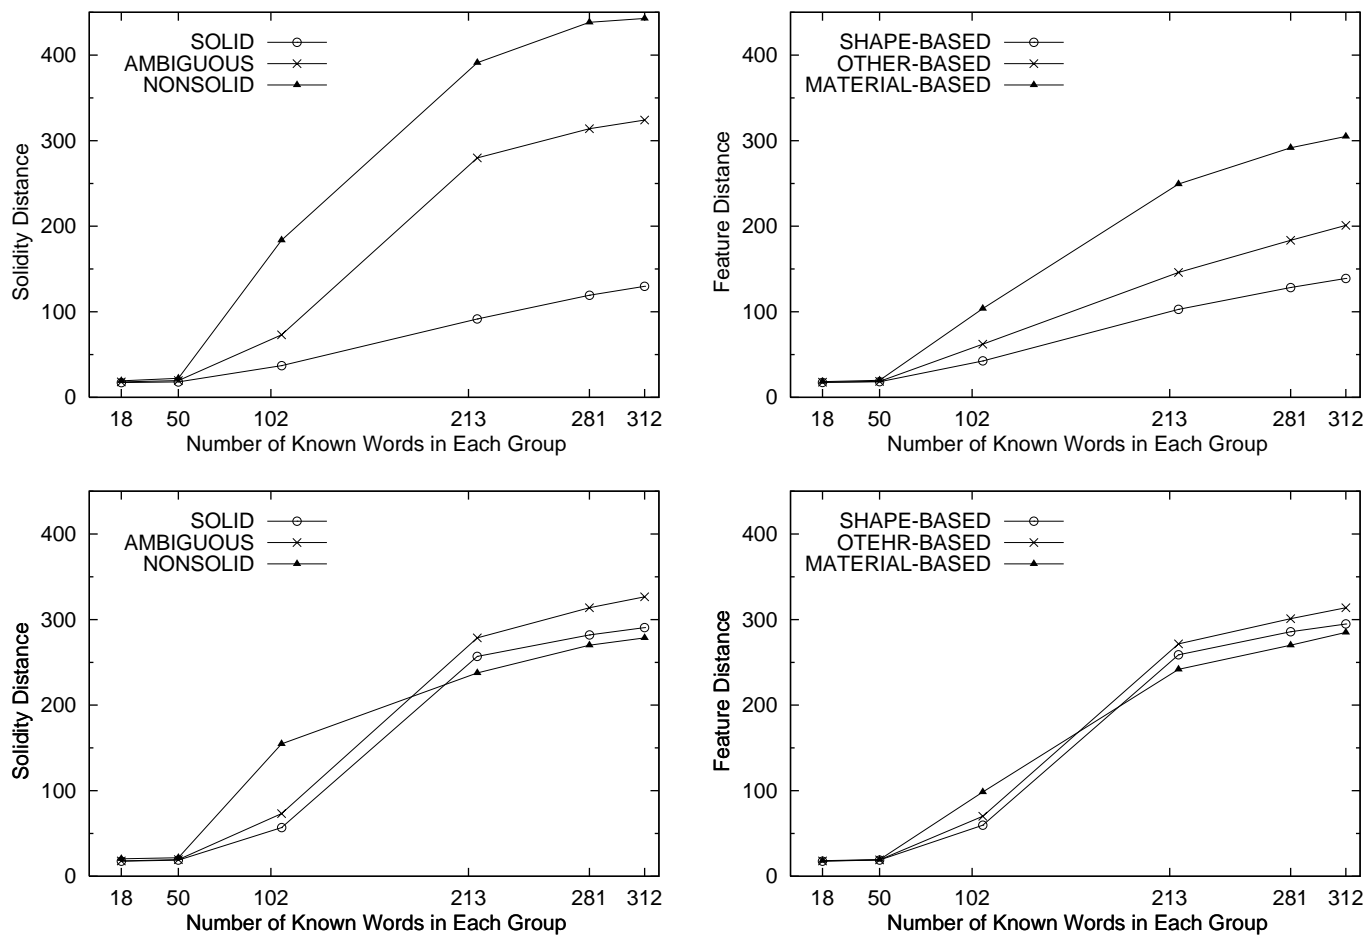 400
300
200
100
0
Solidity Distance
SOLID
AMBIGUOUS
NONSOLID
18 50 102 213 281 312
Number of Known Words in Each Group
400
300
200
100
0
Feature Distance
SHAPE-BASED
OTHER-BASED
MATERIAL-BASED
18 50 102 213 281 312
Number of Known Words in Each Group
400
300
200
100
0
Solidity Distance
SOLID
AMBIGUOUS
NONSOLID
18 50 102 213 281 312
Number of Known Words in Each Group
400
300
200
100
0
Feature Distance
SHAPE-BASED
OTEHR-BASED
MATERIAL-BASED
18 50 102 213 281 312
Number of Known Words in Each Group